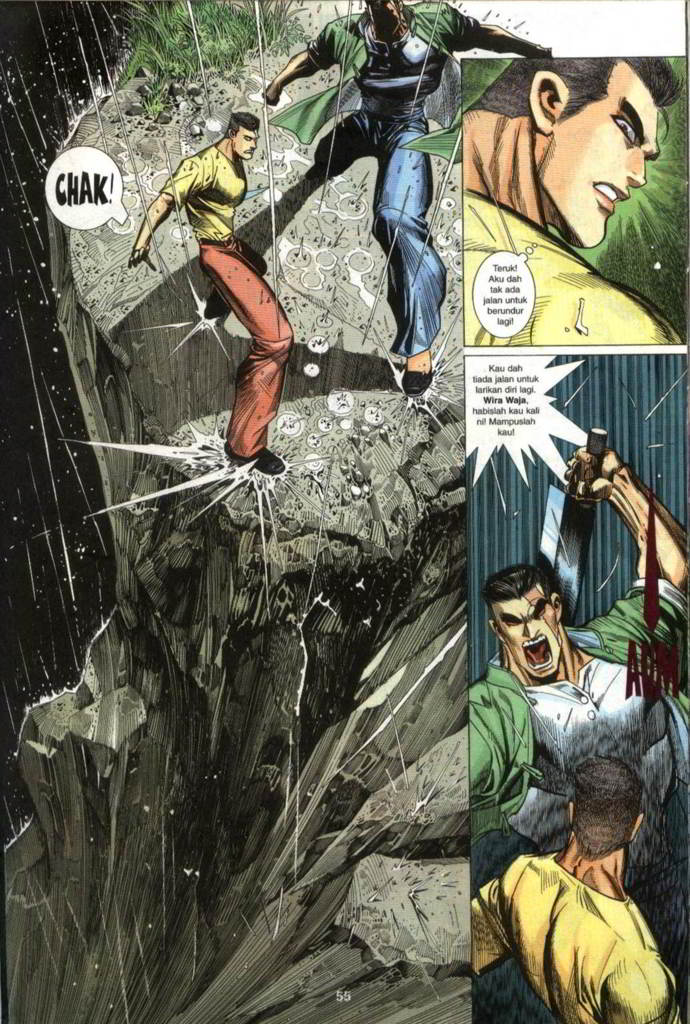 CHAK!
Teruk!
Aku dah
tak ada
jalan untuk
berundur
lagi!
Kau dah
tiada jalan untuk
larikan diri lagi.
Wira Waja,
habislah kau kali
ni! Mampuslah
kau!
55